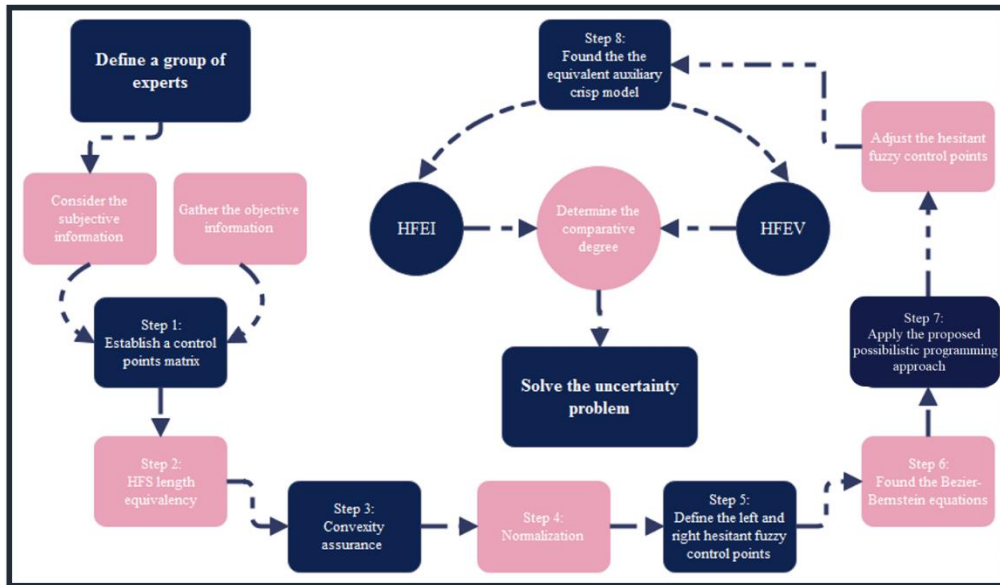 Define a group of
experts
Consider the
subjective
information
Gather the objective
information
Step 1:
Establish a control
points matrix
Step 2:
HFS length
equivalency
Step 3:
Convexity
assurance
Step 4:
Normalization
Step 5:
Define the left and
right hesitant fuzzy
control points
Step 6:
Found the Bezier-
Bernstein equations
Step 7:
Apply the proposed
possibilistic programming
approach
Adjust the hesitant
fuzzy control points
Step 8:
Found the the
equivalent auxiliary
crisp model
HFEI
HFEV
Determine the
comparative
degree
Solve the uncertainty
problem